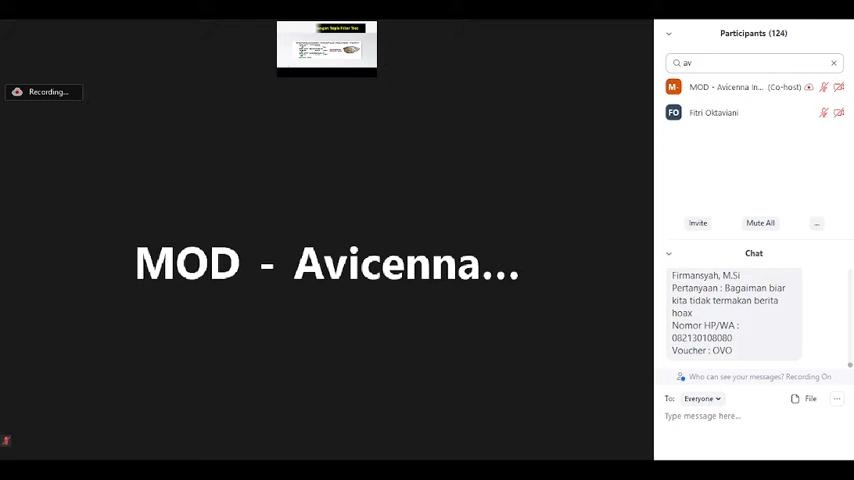 Recording...
MOD - Avicenna...
Participants (124)
av
M-
MOD - Avicenna In... (Co-host)
FO
Fitri Oktaviani
Invite
Mute All
...
Chat
Firmansyah, M.Si
Pertanyaan : Bagaiman biar
kita tidak termakan berita
hoax
Nomor HP/WA :
082130108080
Voucher : OVO
Who can see your messages? Recording On
To: Everyone
File
...
Type message here...